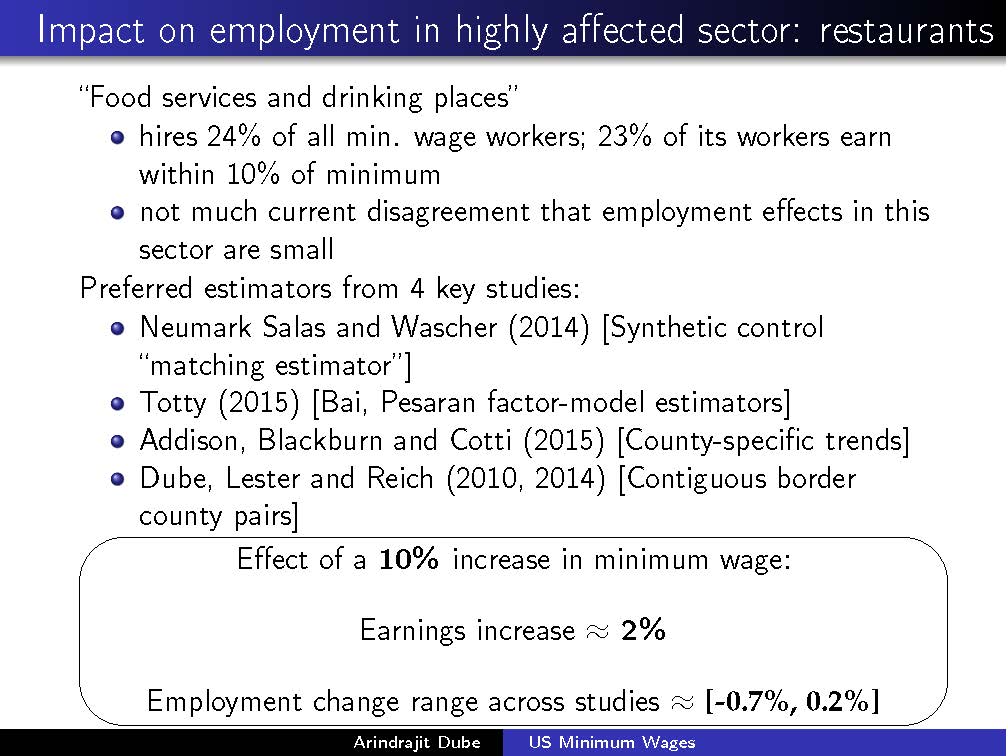 Impact on employment in highly affected sector: restaurants
“Food services and drinking places”
hires 24% of all min. wage workers; 23% of its workers earn
within 10% of minimum
not much current disagreement that employment effects in this
sector are small
Preferred estimators from 4 key studies:
Neumark Salas and Wascher (2014) [Synthetic control
“matching estimator”]
Totty (2015) [Bai, Pesaran factor-model estimators]
Addison, Blackburn and Cotti (2015) [County-specific trends]
Dube, Lester and Reich (2010, 2014) [Contiguous border
county pairs]
Effect of a 10% increase in minimum wage:
Earnings increase ≈ 2%
Employment change range across studies ≈ [-0.7%, 0.2%]
Arindrajit Dube US Minimum Wages